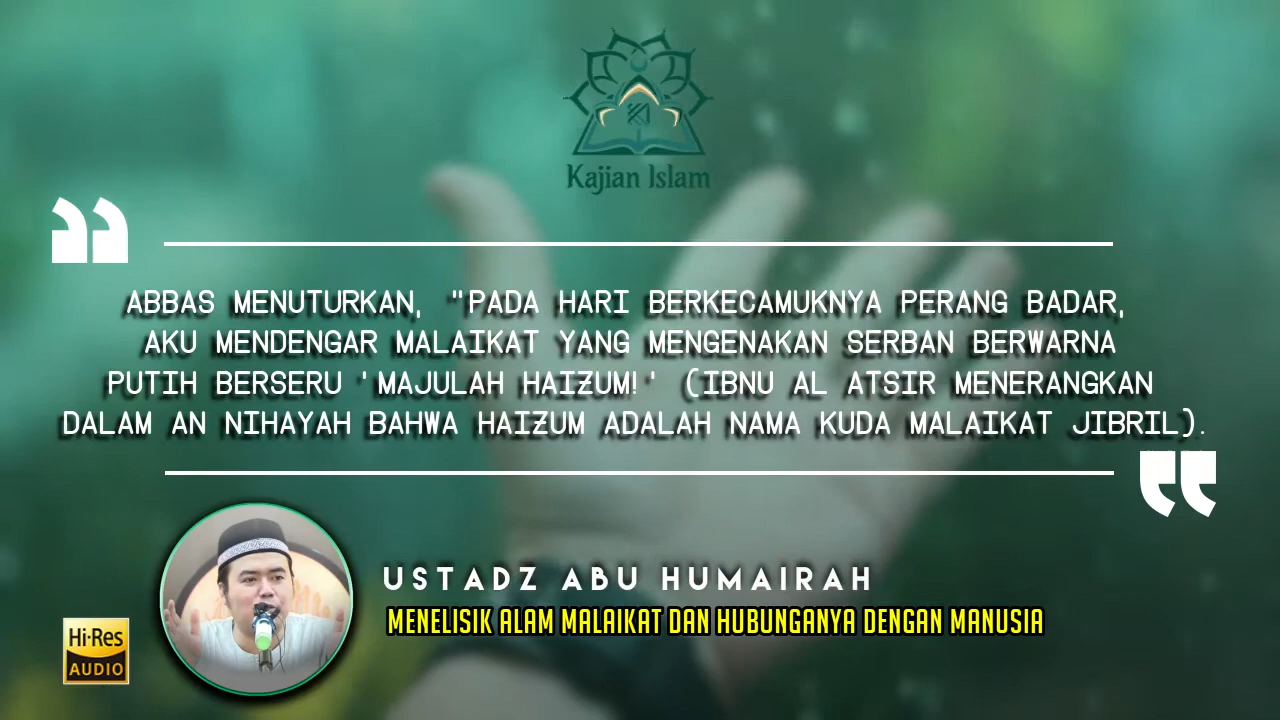 Kajian Islam
ABBAS MENUTURKAN, "PADA HARI BERKECAMUKNYA PERANG BADAR,
AKU MENDENGAR MALAIKAT YANG MENGENAKAN SERBAN BERWARNA
PUTIH BERSERU 'MAJULAH HAIZUM!' (IBNU AL ATSIR MENERANGKAN
DALAM AN NIHAYAH BAHWA HAIZUM ADALAH NAMA KUDA MALAIKAT JIBRIL).
USTADZ ABU HUMAIRAH
MENELISIK ALAM MALAIKAT DAN HUBUNGANYA DENGAN MANUSIA
Hi-Res
AUDIO